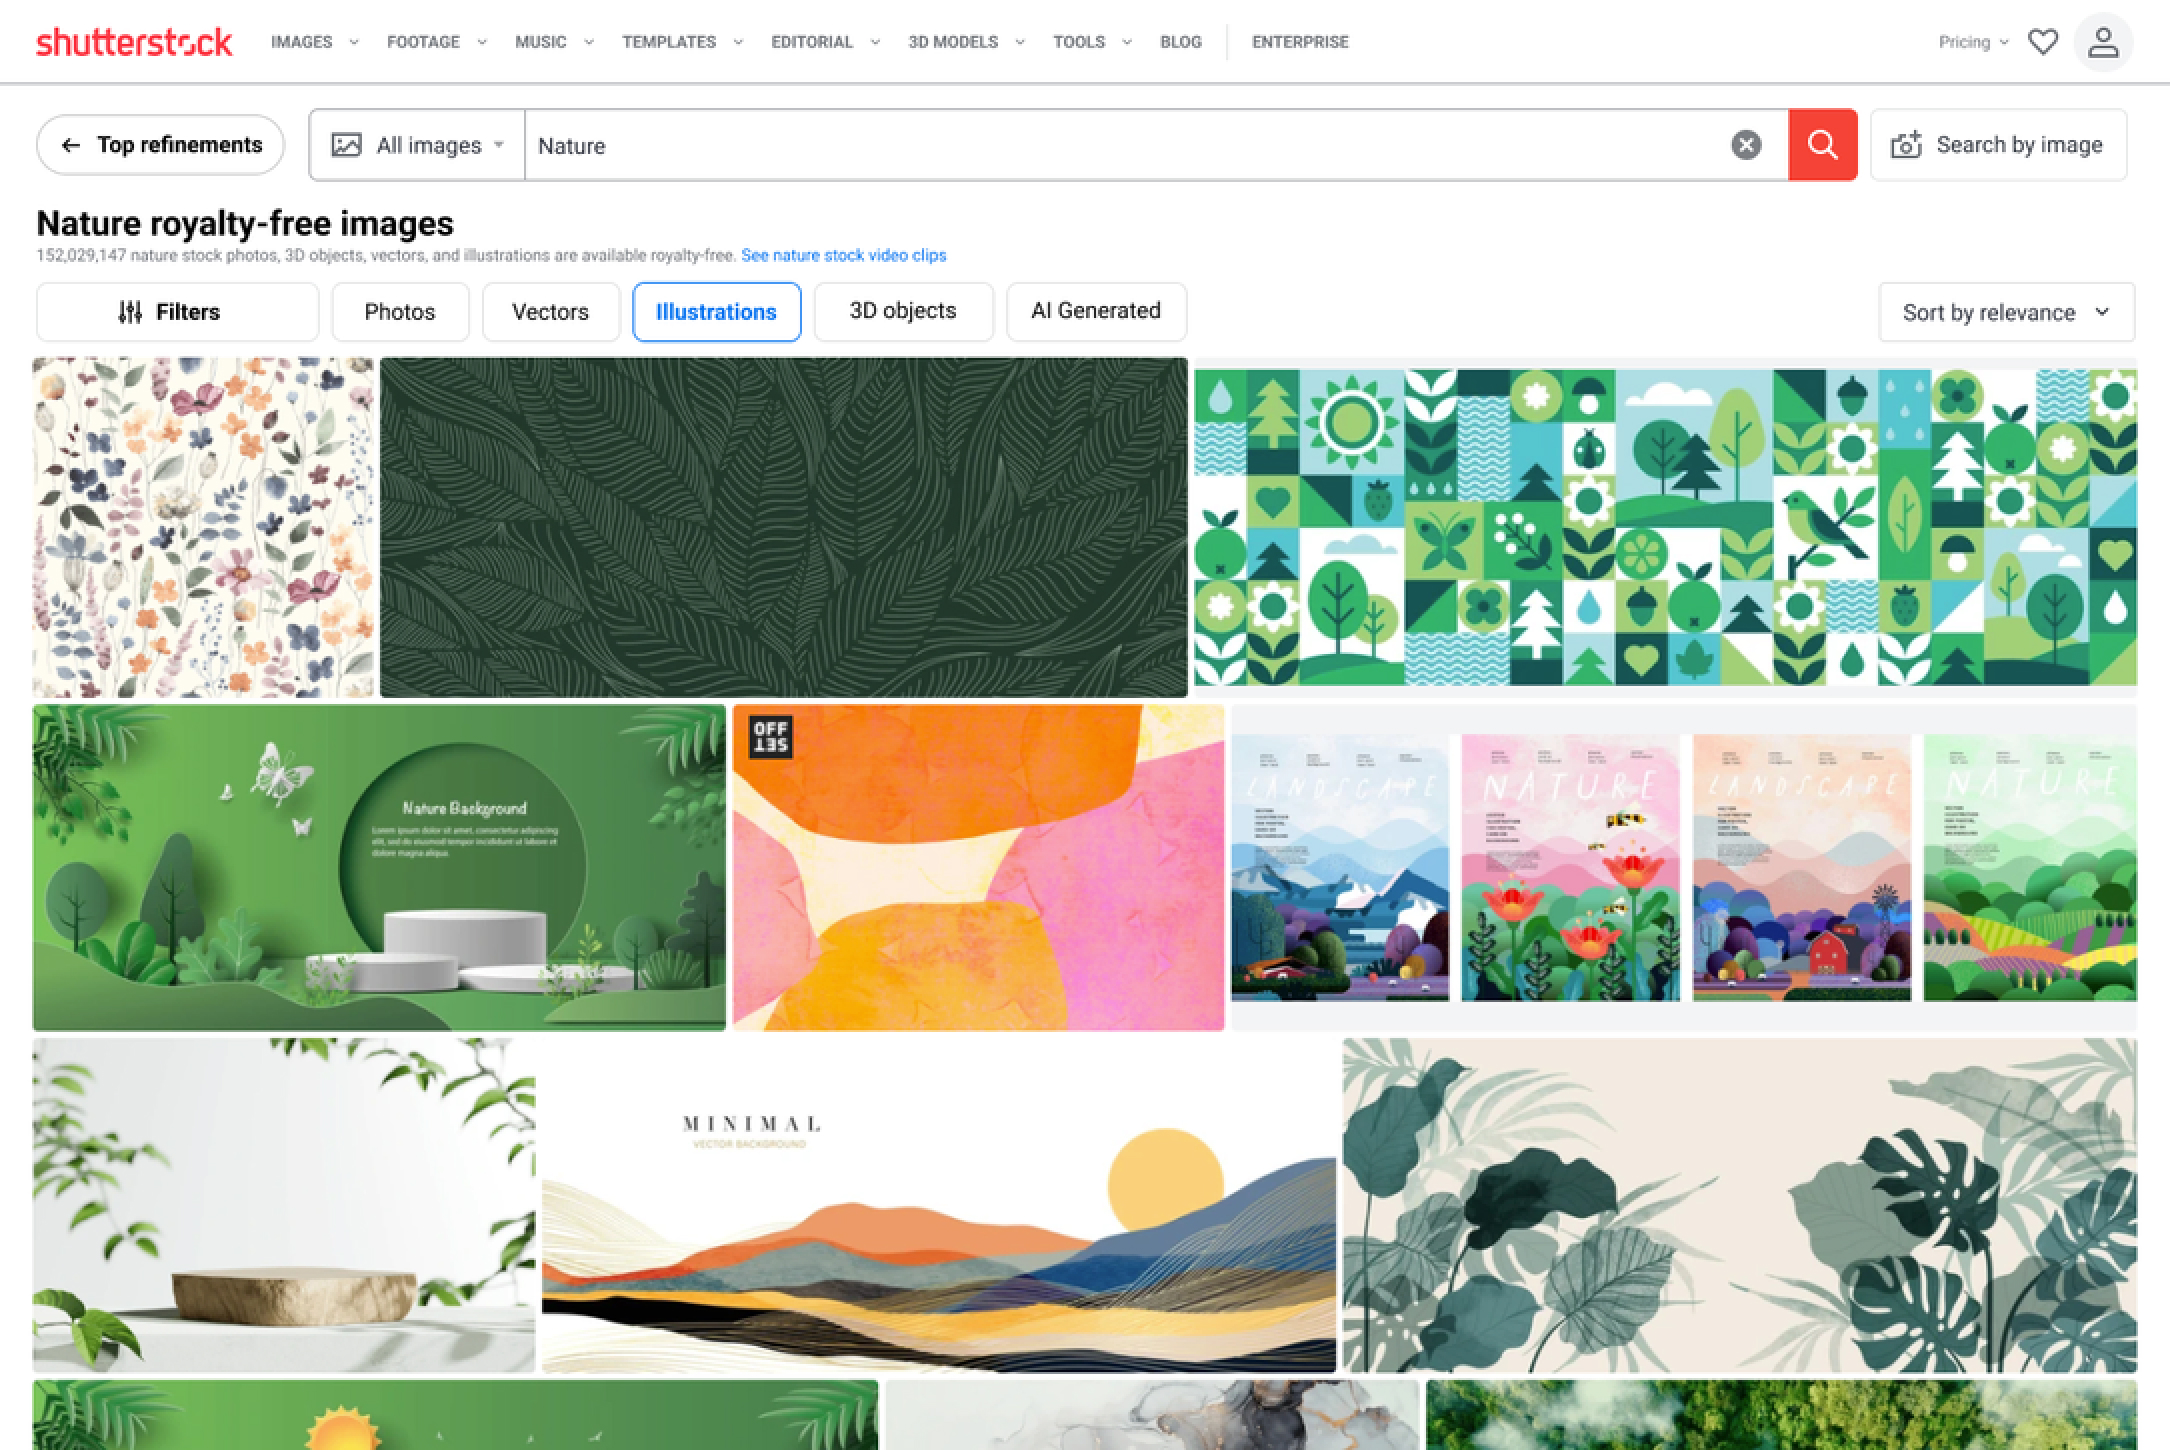 shutterstock IMAGES FOOTAGE MUSIC TEMPLATES EDITORIAL 3D MODELS TOOLS BLOG ENTERPRISE Pricing
Top refinements All images Nature Search by image
Nature royalty-free images
152,029,147 nature stock photos, 3D objects, vectors, and illustrations are available royalty-free. See nature stock video clips
Filters Photos Vectors Illustrations 3D objects AI Generated Sort by relevance
OFF
SET
Nature Background
Lorem ipsum dolor sit amet, consectetur adipiscing
elit, sed do eiusmod tempor incididunt ut labore et
dolore magna aliqua.
LANDSCAPE NATURE LANDSCAPE NATURE
MINIMAL
VECTOR BACKGROUND